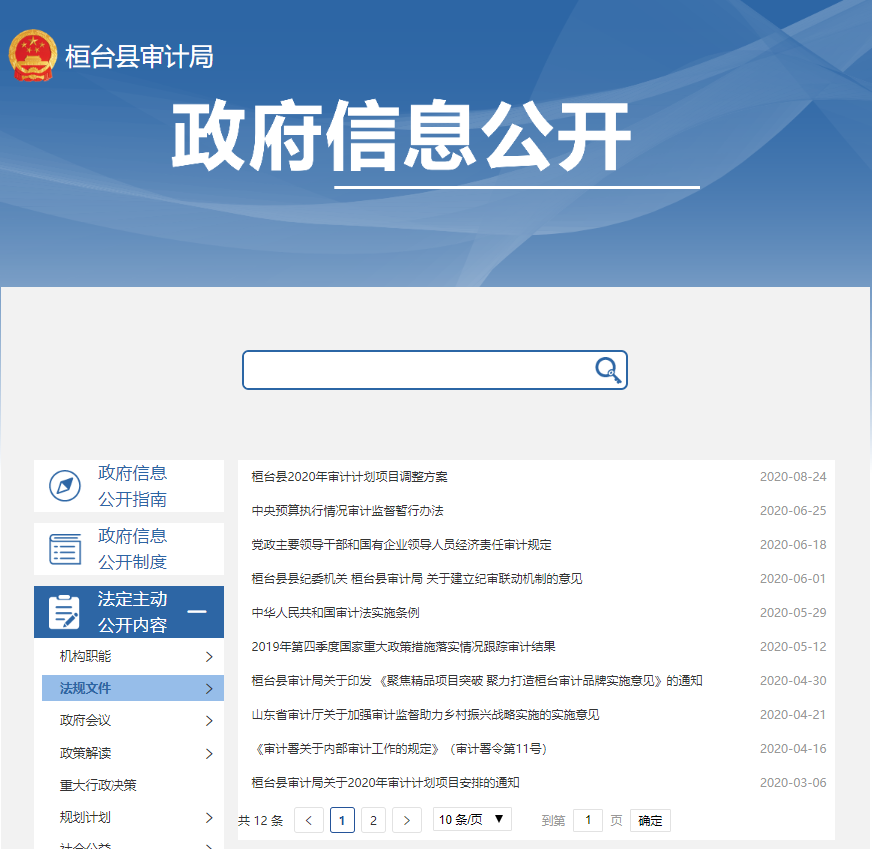 桓台县审计局
政府信息公开
政府信息
公开指南
政府信息
公开制度
法定主动
公开内容
机构职能
法规文件
政府会议
政策解读
重大行政决策
规划计划
社会公益
桓台县2020年审计计划项目调整方案 2020-08-24
中央预算执行情况审计监督暂行办法 2020-06-25
党政主要领导干部和国有企业领导人员经济责任审计规定 2020-06-18
桓台县县纪委机关 桓台县审计局 关于建立纪审联动机制的意见 2020-06-01
中华人民共和国审计法实施条例 2020-05-29
2019年第四季度国家重大政策措施落实情况跟踪审计结果 2020-05-12
桓台县审计局关于印发 《聚焦精品项目突破 聚力打造桓台审计品牌实施意见》的通知 2020-04-30
山东省审计厅关于加强审计监督助力乡村振兴战略实施的实施意见 2020-04-21
《审计署关于内部审计工作的规定》（审计署令第11号） 2020-04-16
桓台县审计局关于2020年审计计划项目安排的通知 2020-03-06
共 12 条 < 1 2 > 10 条/页 ▼ 到第 1 页 确定